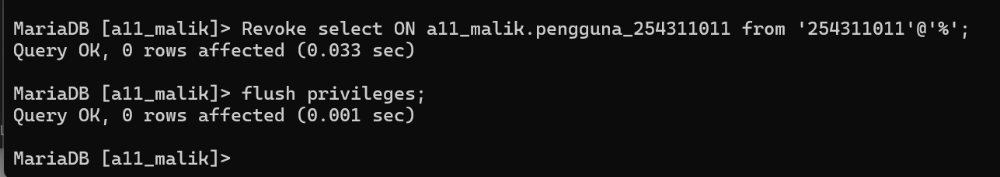 MariaDB [a11_malik]> Revoke select ON a11_malik.pengguna_254311011 from '254311011'@'%';
Query OK, 0 rows affected (0.033 sec)
MariaDB [a11_malik]> flush privileges;
Query OK, 0 rows affected (0.001 sec)
MariaDB [a11_malik]>